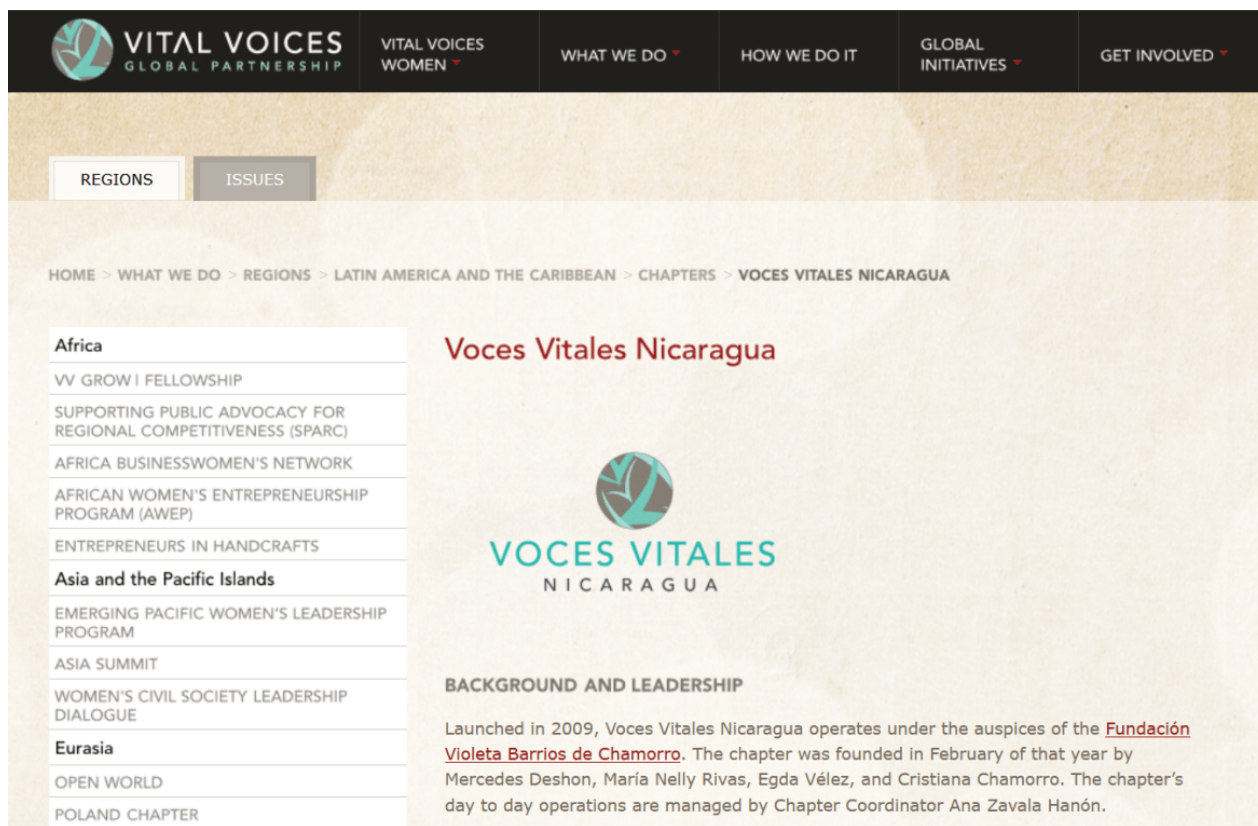 VITAL VOICES
GLOBAL PARTNERSHIP
VITAL VOICES
WOMEN
WHAT WE DO
HOW WE DO IT
GLOBAL
INITIATIVES
GET INVOLVED
REGIONS
ISSUES
HOME > WHAT WE DO > REGIONS > LATIN AMERICA AND THE CARIBBEAN > CHAPTERS > VOCES VITALES NICARAGUA
Africa
VV GROW | FELLOWSHIP
SUPPORTING PUBLIC ADVOCACY FOR
REGIONAL COMPETITIVENESS (SPARC)
AFRICA BUSINESSWOMEN'S NETWORK
AFRICAN WOMEN'S ENTREPRENEURSHIP
PROGRAM (AWEP)
ENTREPRENEURS IN HANDCRAFTS
Asia and the Pacific Islands
EMERGING PACIFIC WOMEN'S LEADERSHIP
PROGRAM
ASIA SUMMIT
WOMEN'S CIVIL SOCIETY LEADERSHIP
DIALOGUE
Eurasia
OPEN WORLD
POLAND CHAPTER
Voces Vitales Nicaragua
VOCES VITALES
NICARAGUA
BACKGROUND AND LEADERSHIP
Launched in 2009, Voces Vitales Nicaragua operates under the auspices of the Fundación
Violeta Barrios de Chamorro. The chapter was founded in February of that year by
Mercedes Deshon, María Nelly Rivas, Egda Vélez, and Cristiana Chamorro. The chapter's
day to day operations are managed by Chapter Coordinator Ana Zavala Hanón.